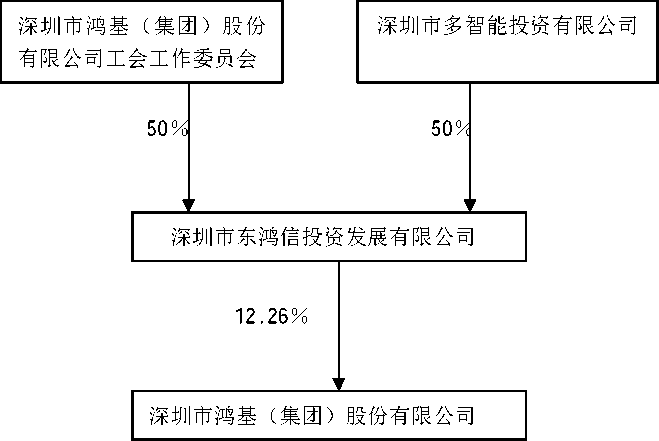 深圳市鸿基（集团）股份
有限公司工会工作委员会
深圳市多智能投资有限公司
50%
50%
深圳市东鸿信投资发展有限公司
12.26%
深圳市鸿基（集团）股份有限公司